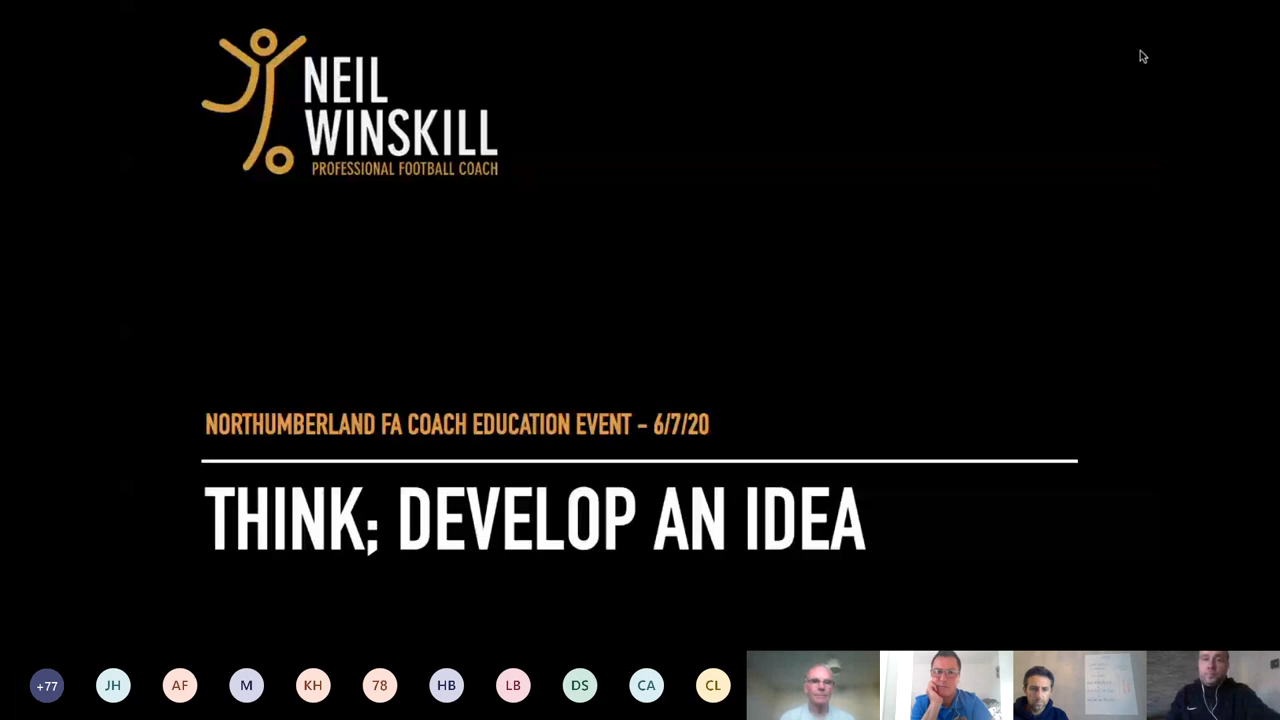 NEIL
WINSKILL
PROFESSIONAL FOOTBALL COACH
NORTHUMBERLAND FA COACH EDUCATION EVENT - 6/7/20
THINK; DEVELOP AN IDEA
+77 JH AF M KH 78 HB LB DS CA CL